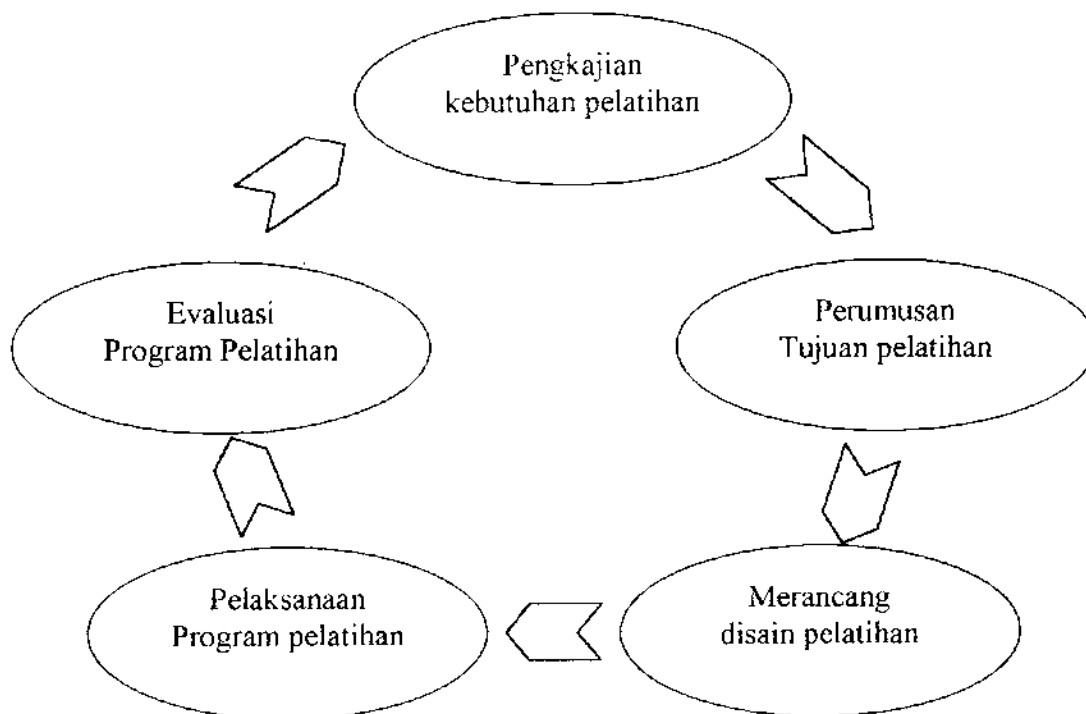 Pengkajian
kebutuhan pelatihan
Perumusan
Tujuan pelatihan
Merancang
disain pelatihan
Pelaksanaan
Program pelatihan
Evaluasi
Program Pelatihan